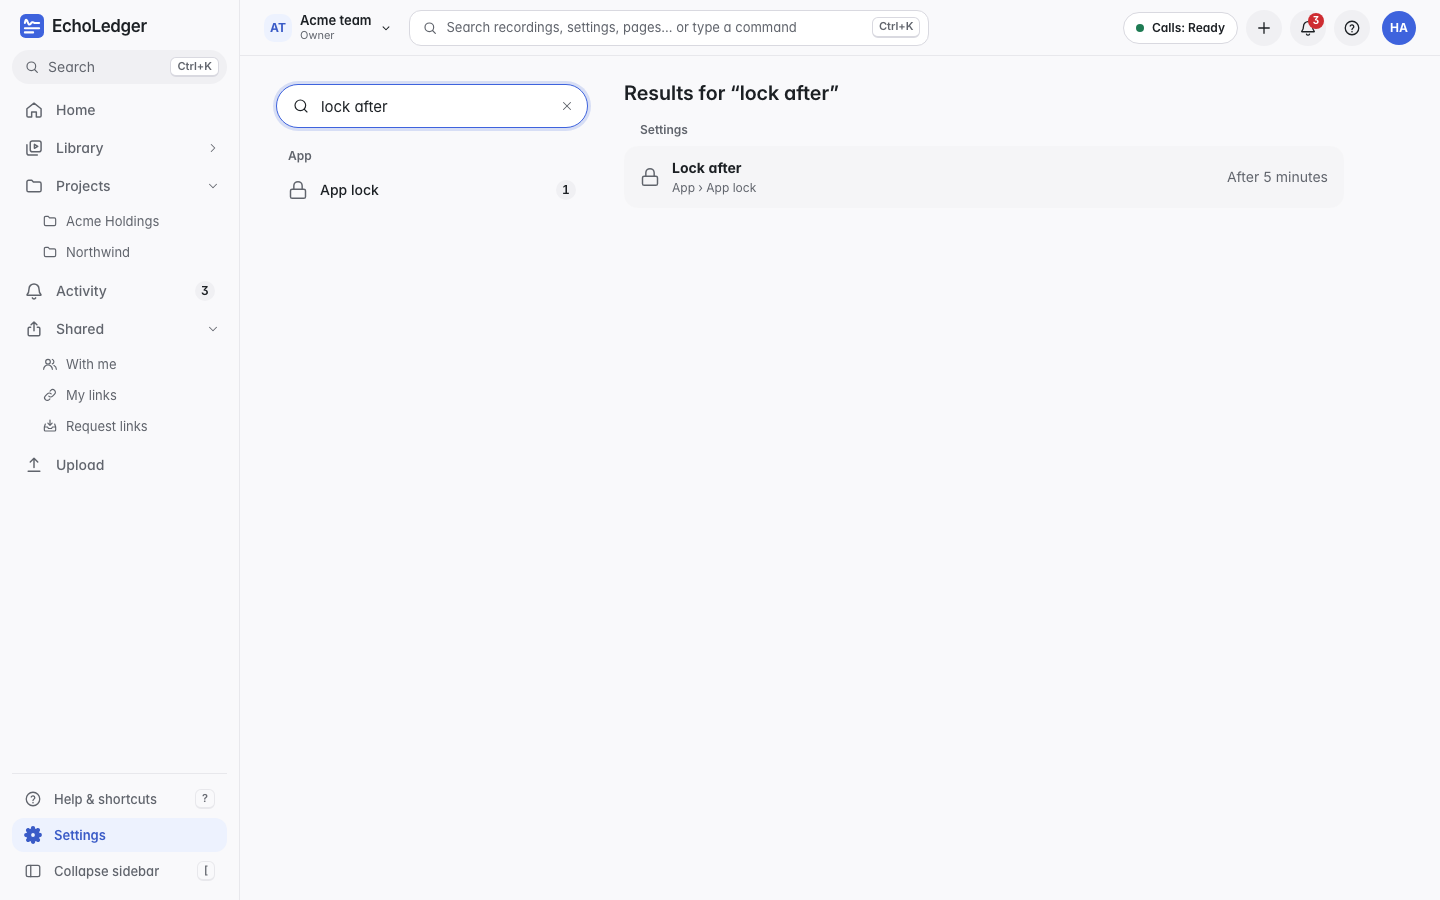 EchoLedger
Search
Ctrl+K
Home
Library
Projects
Acme Holdings
Northwind
Activity
3
Shared
With me
My links
Request links
Upload
Help & shortcuts
?
Settings
Collapse sidebar
[
AT
Acme team
Owner
Search recordings, settings, pages... or type a command
Ctrl+K
Calls: Ready
3
HA
lock after
App
App lock
1
Results for “lock after”
Settings
Lock after
App › App lock
After 5 minutes